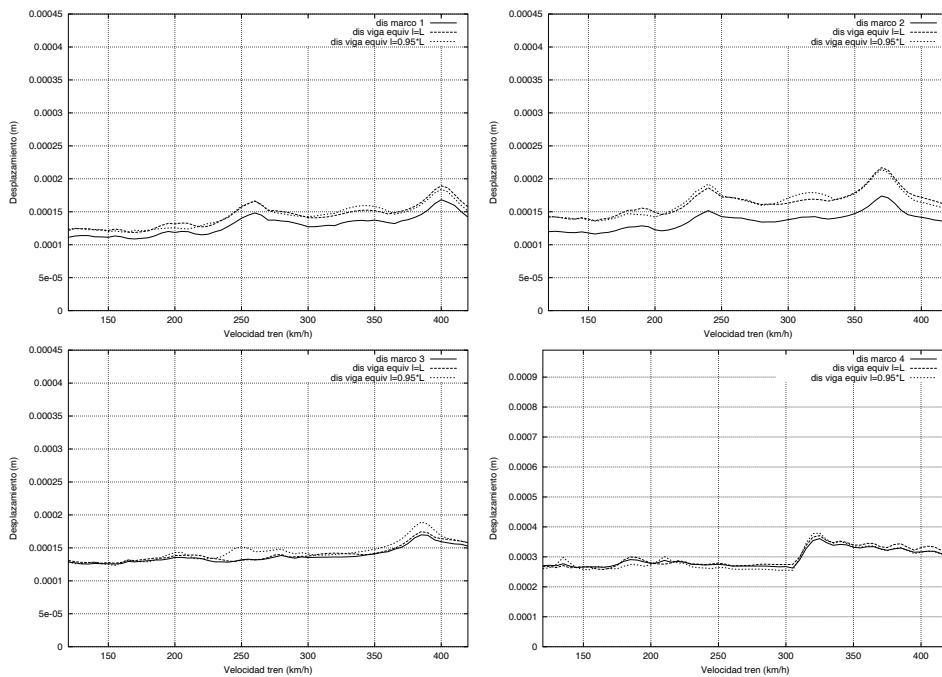 0.00045
0.0004
0.00035
0.0003
0.00025
0.0002
0.00015
0.0001
5e-05
0
Desplazamiento (m)
dis marco 1
dis viga equiv l=L
dis viga equiv l=0.95*L
150
200
250
300
350
400
Velocidad tren (km/h)
0.00045
0.0004
0.00035
0.0003
0.00025
0.0002
0.00015
0.0001
5e-05
0
Desplazamiento (m)
dis marco 2
dis viga equiv l=L
dis viga equiv l=0.95*L
150
200
250
300
350
400
Velocidad tren (km/h)
0.00045
0.0004
0.00035
0.0003
0.00025
0.0002
0.00015
0.0001
5e-05
0
Desplazamiento (m)
dis marco 3
dis viga equiv l=L
dis viga equiv l=0.95*L
150
200
250
300
350
400
Velocidad tren (km/h)
0.0009
0.0008
0.0007
0.0006
0.0005
0.0004
0.0003
0.0002
0.0001
0
Desplazamiento (m)
dis marco 4
dis viga equiv l=L
dis viga equiv l=0.95*L
150
200
250
300
350
400
Velocidad tren (km/h)